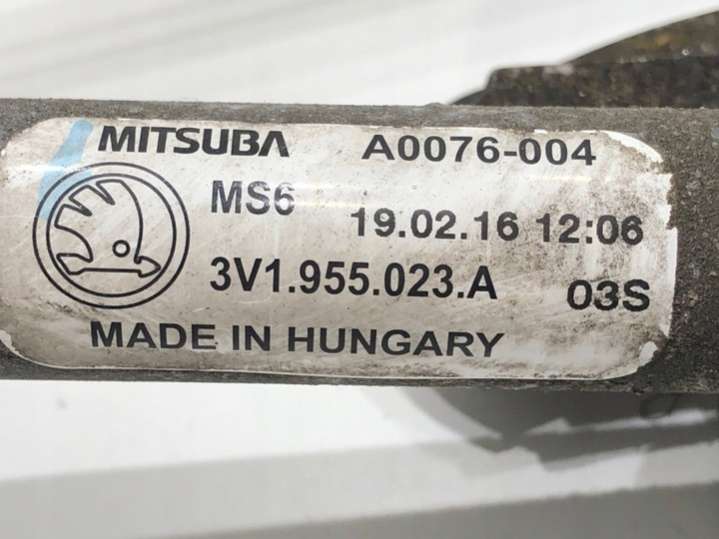 MITSUBA A0076-004
MS6 19.02.16 12:06
3V1.955.023.A 03S
MADE IN HUNGARY